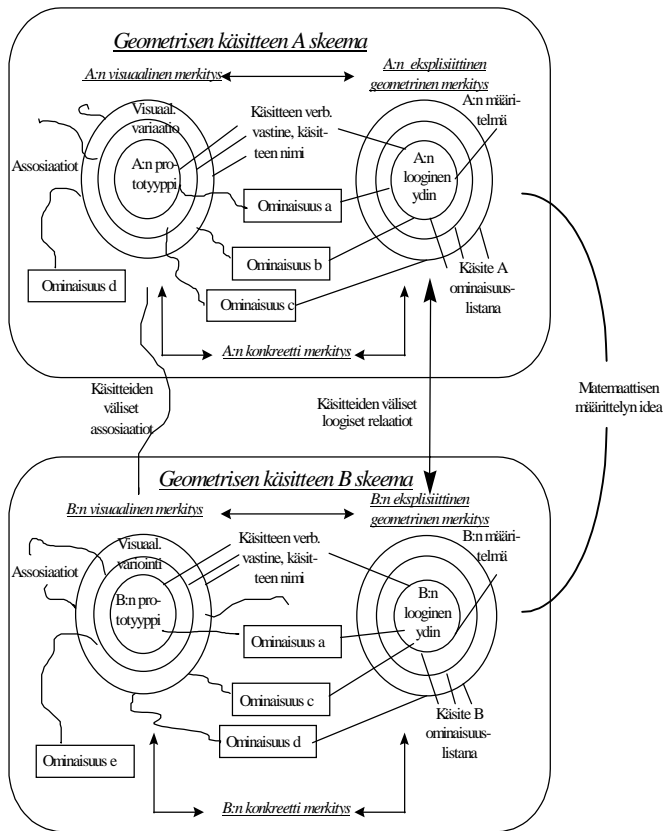 Geometrisen käsitteen A skeema
A:n visuaalinen merkitys
A:n eksplisiittinen
geometrinen merkitys
Visuaal.
variaatio
Käsitteen verb.
vastine, käsit-
teen nimi
A:n määri-
telmä
Assosiaatiot
A:n pro-
totyyppi
A:n
looginen
ydin
Ominaisuus a
Ominaisuus b
Ominaisuus d
Ominaisuus c
Käsite A
ominaisuus-
listana
A:n konkreetti merkitys
Käsitteiden
väliset
assosiaatiot
Käsitteiden väliset
loogiset relaatiot
Matemaattisen
määrittelyn idea
Geometrisen käsitteen B skeema
B:n visuaalinen merkitys
B:n eksplisiittinen
geometrinen merkitys
Visuaal.
variointi
Käsitteen verb.
vastine, käsit-
teen nimi
B:n määri-
telmä
Assosiaatiot
B:n pro-
totyyppi
B:n
looginen
ydin
Ominaisuus a
Ominaisuus c
Ominaisuus d
Ominaisuus e
Käsite B
ominaisuus-
listana
B:n konkreetti merkitys